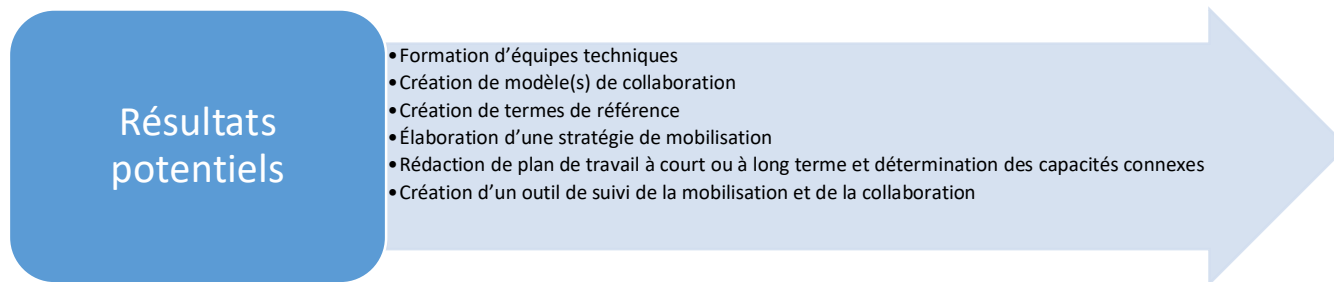 Résultats
potentiels
•Formation d’équipes techniques
•Création de modèle(s) de collaboration
•Création de termes de référence
•Élaboration d’une stratégie de mobilisation
•Rédaction de plan de travail à court ou à long terme et détermination des capacités connexes
•Création d’un outil de suivi de la mobilisation et de la collaboration